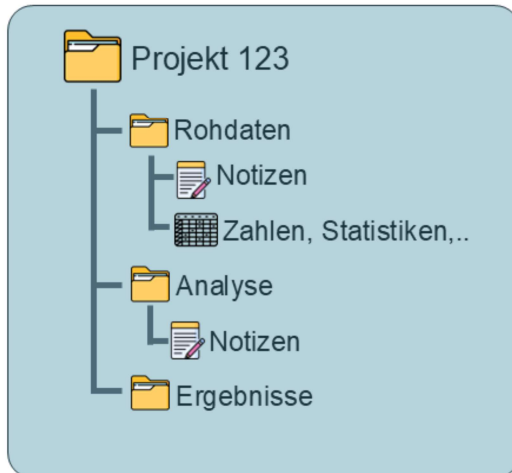 Projekt 123
Rohdaten
Notizen
Zahlen, Statistiken,..
Analyse
Notizen
Ergebnisse